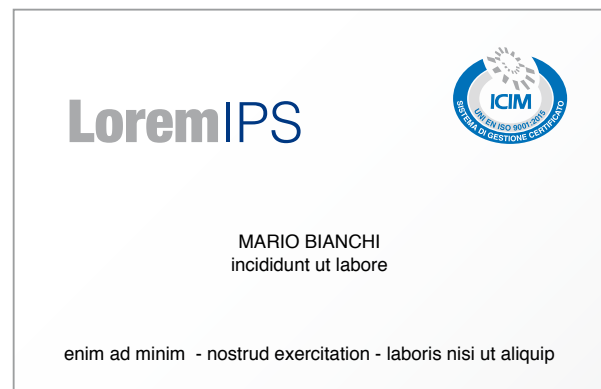 LoremIPS
ICIM
UNI EN ISO 9001:2015
SISTEMA DI GESTIONE CERTIFICATO
MARIO BIANCHI
incididunt ut labore
enim ad minim  - nostrud exercitation - laboris nisi ut aliquip